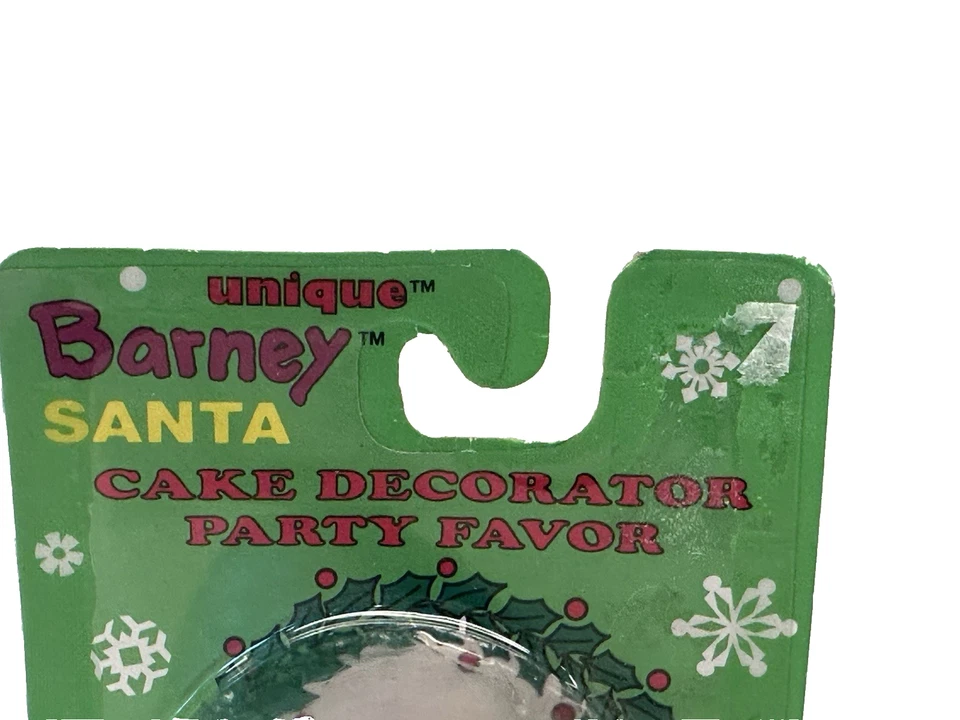 unique™
Barney™
SANTA
CAKE DECORATOR
PARTY FAVOR